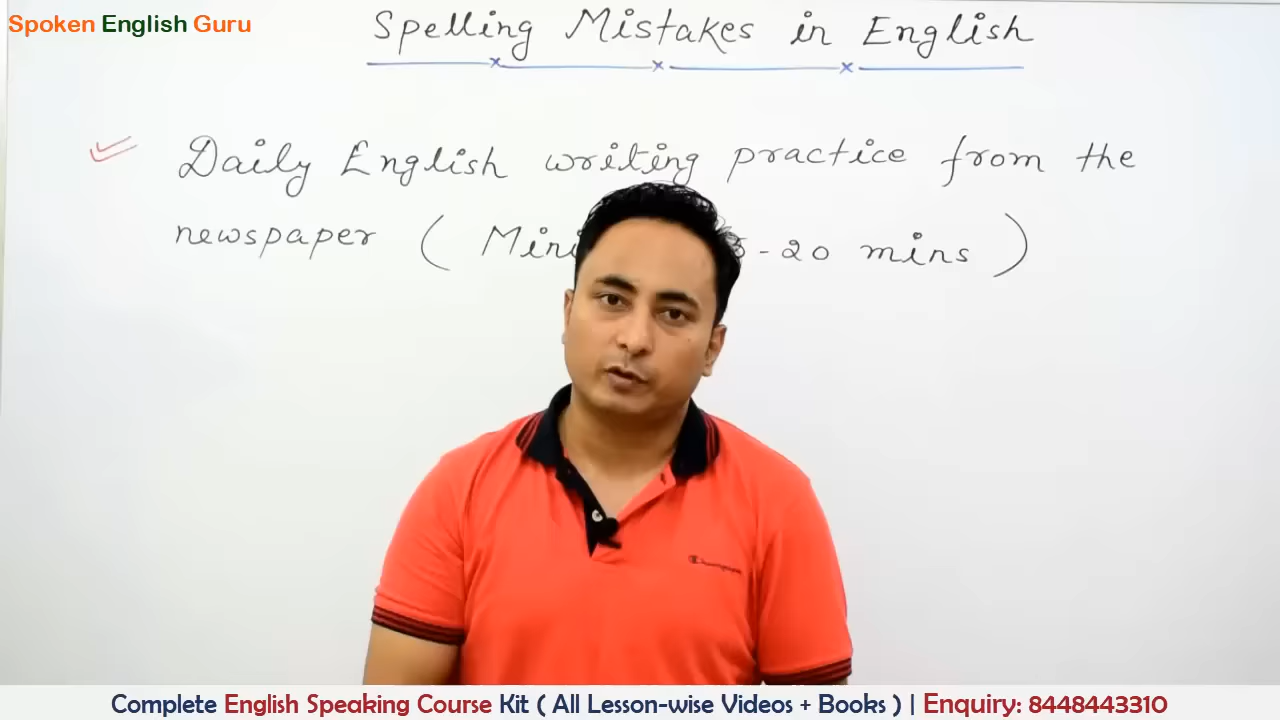 Spoken English Guru
Spelling Mistakes in English
Daily English writing practice from the
newspaper ( - 20 mins )
Champion
Complete English Speaking Course Kit ( All Lesson-wise Videos + Books ) | Enquiry: 8448443310